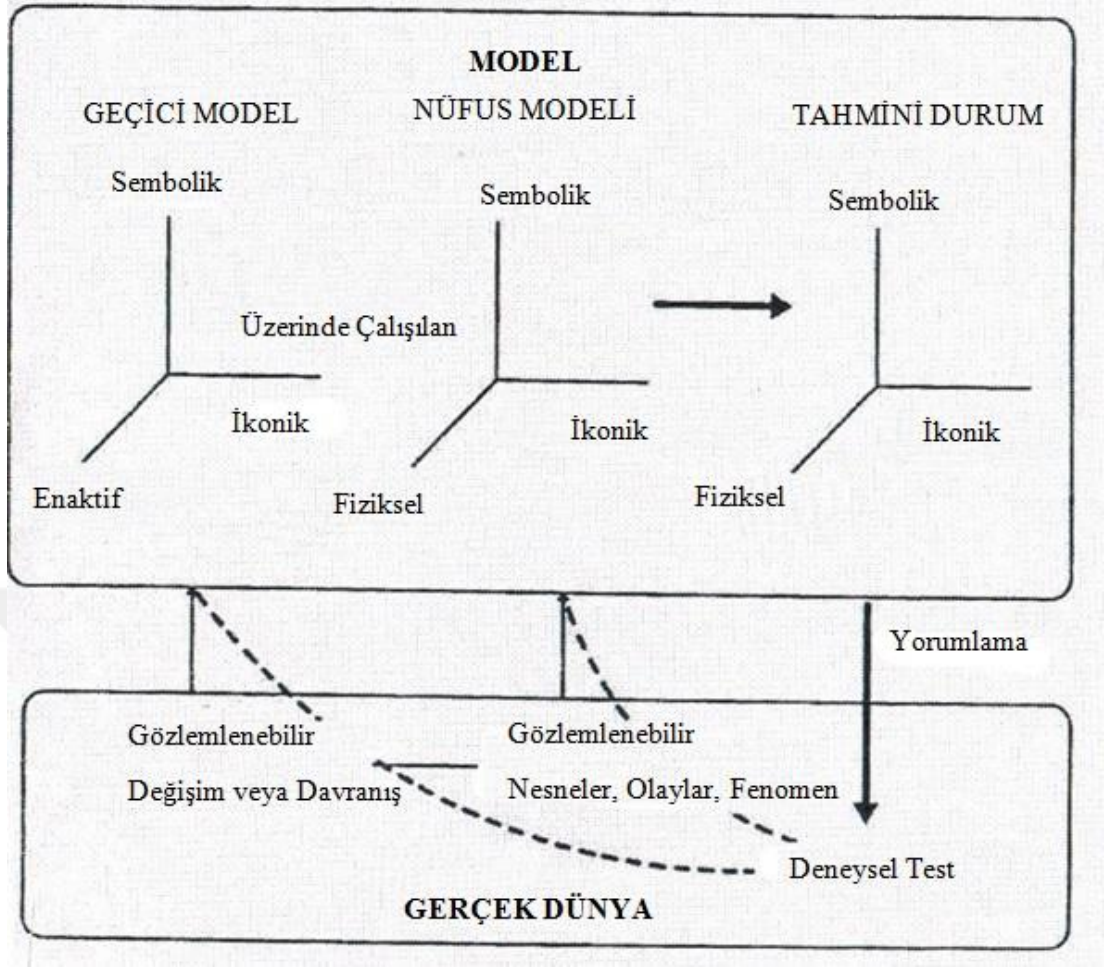 MODEL
GEÇİCİ MODEL
NÜFUS MODELİ
TAHMİNİ DURUM
Sembolik
Sembolik
Sembolik
Üzerinde Çalışılan
İkonik
İkonik
İkonik
Enaktif
Fiziksel
Fiziksel
Yorumlama
Gözlemlenebilir
Değişim veya Davranış
Gözlemlenebilir
Nesneler, Olaylar, Fenomen
Deneysel Test
GERÇEK DÜNYA